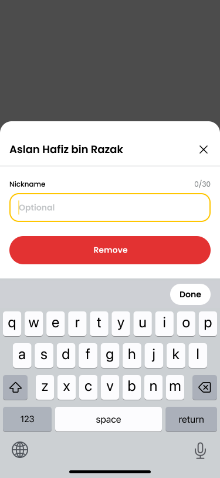 Aslan Hafiz bin Razak
Nickname 0/30
Optional
Remove
Done
q w e r t y u i o p
a s d f g h j k l
z x c v b n m
123 space return